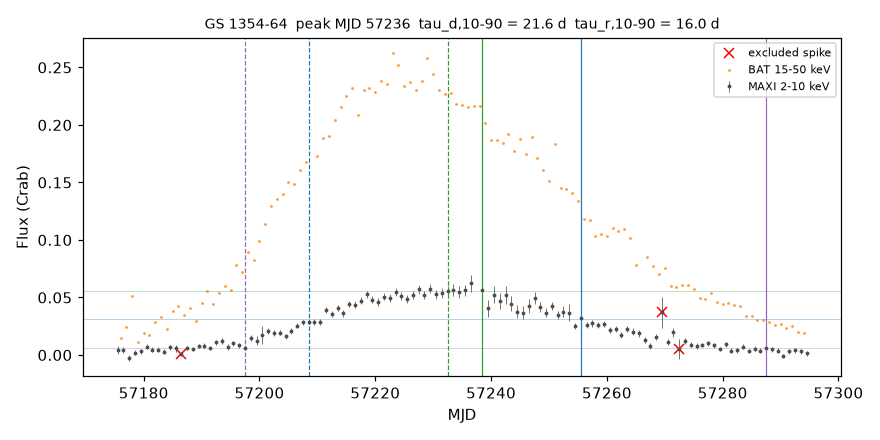 GS 1354-64  peak MJD 57236  tau_d,10-90 = 21.6 d  tau_r,10-90 = 16.0 d
excluded spike
BAT 15-50 keV
MAXI 2-10 keV
Flux (Crab)
0.25
0.20
0.15
0.10
0.05
0.00
57180
57200
57220
57240
57260
57280
57300
MJD